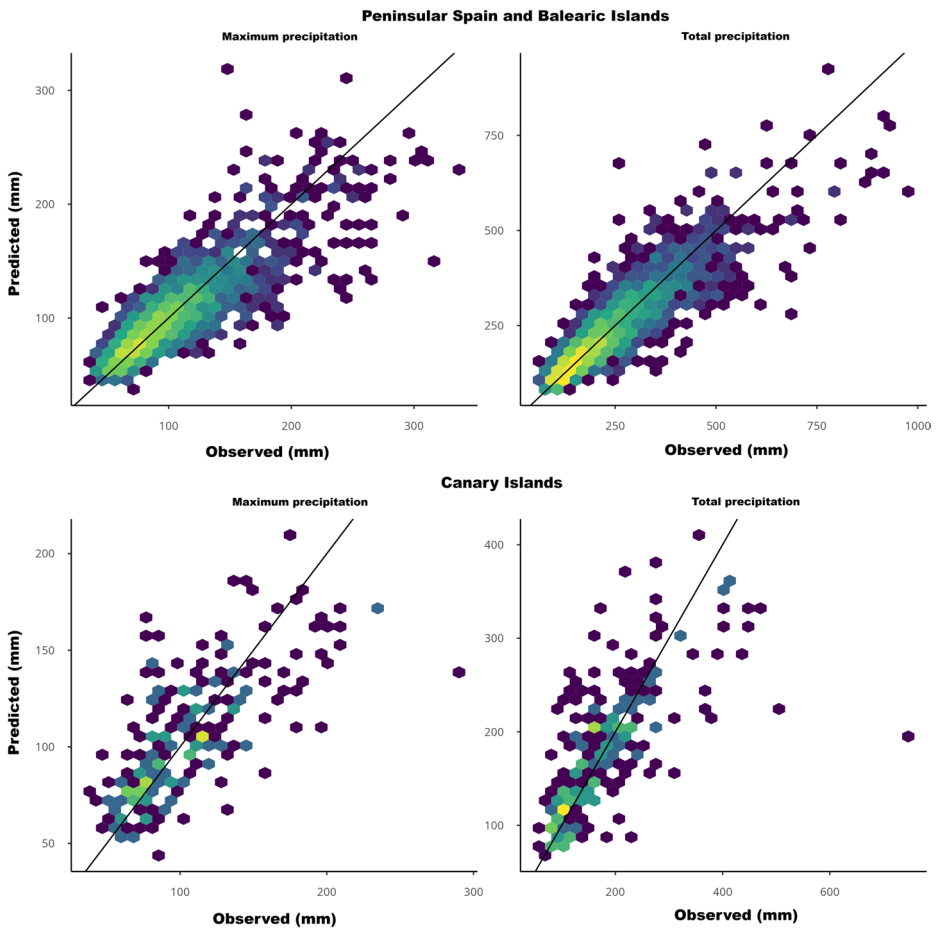 Peninsular Spain and Balearic Islands
Maximum precipitation
Total precipitation
300
200
100
Predicted (mm)
750
500
250
100 200 300
250 500 750 1000
Observed (mm)
Observed (mm)
Canary Islands
Maximum precipitation
Total precipitation
200
150
100
50
Predicted (mm)
400
300
200
100
100 200 300
200 400 600
Observed (mm)
Observed (mm)